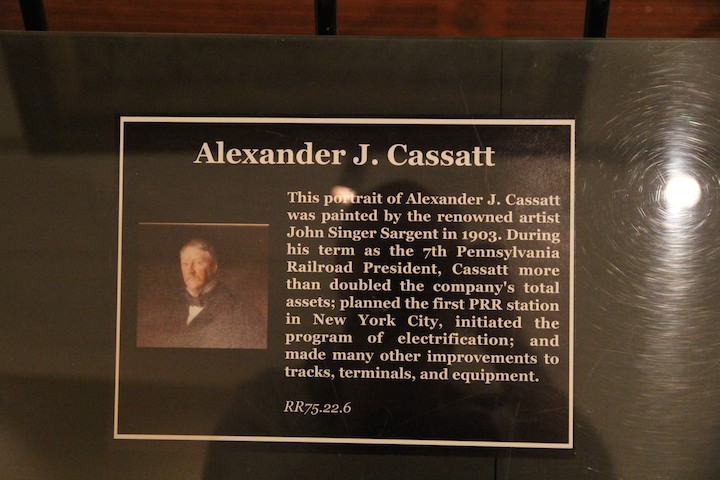 Alexander J. Cassatt
This portrait of Alexander J. Cassatt
was painted by the renowned artist
John Singer Sargent in 1903. During
his term as the 7th Pennsylvania
Railroad President, Cassatt more
than doubled the company's total
assets; planned the first PRR station
in New York City, initiated the
program of electrification; and
made many other improvements to
tracks, terminals, and equipment.
RR75.22.6